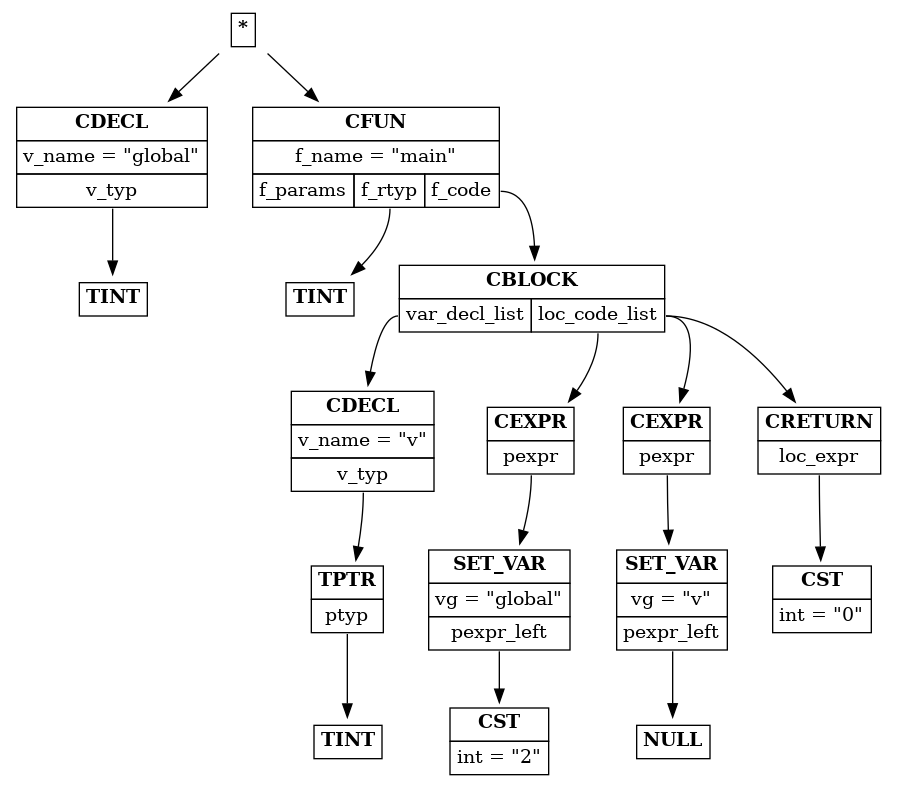 *
CDECL
v_name = "global"
v_typ
CFUN
f_name = "main"
f_params f_rtyp f_code
TINT
TINT
CBLOCK
var_decl_list loc_code_list
CDECL
v_name = "v"
v_typ
CEXPR
pexpr
CEXPR
pexpr
CRETURN
loc_expr
TPTR
ptyp
SET_VAR
vg = "global"
pexpr_left
SET_VAR
vg = "v"
pexpr_left
CST
int = "0"
TINT
CST
int = "2"
NULL